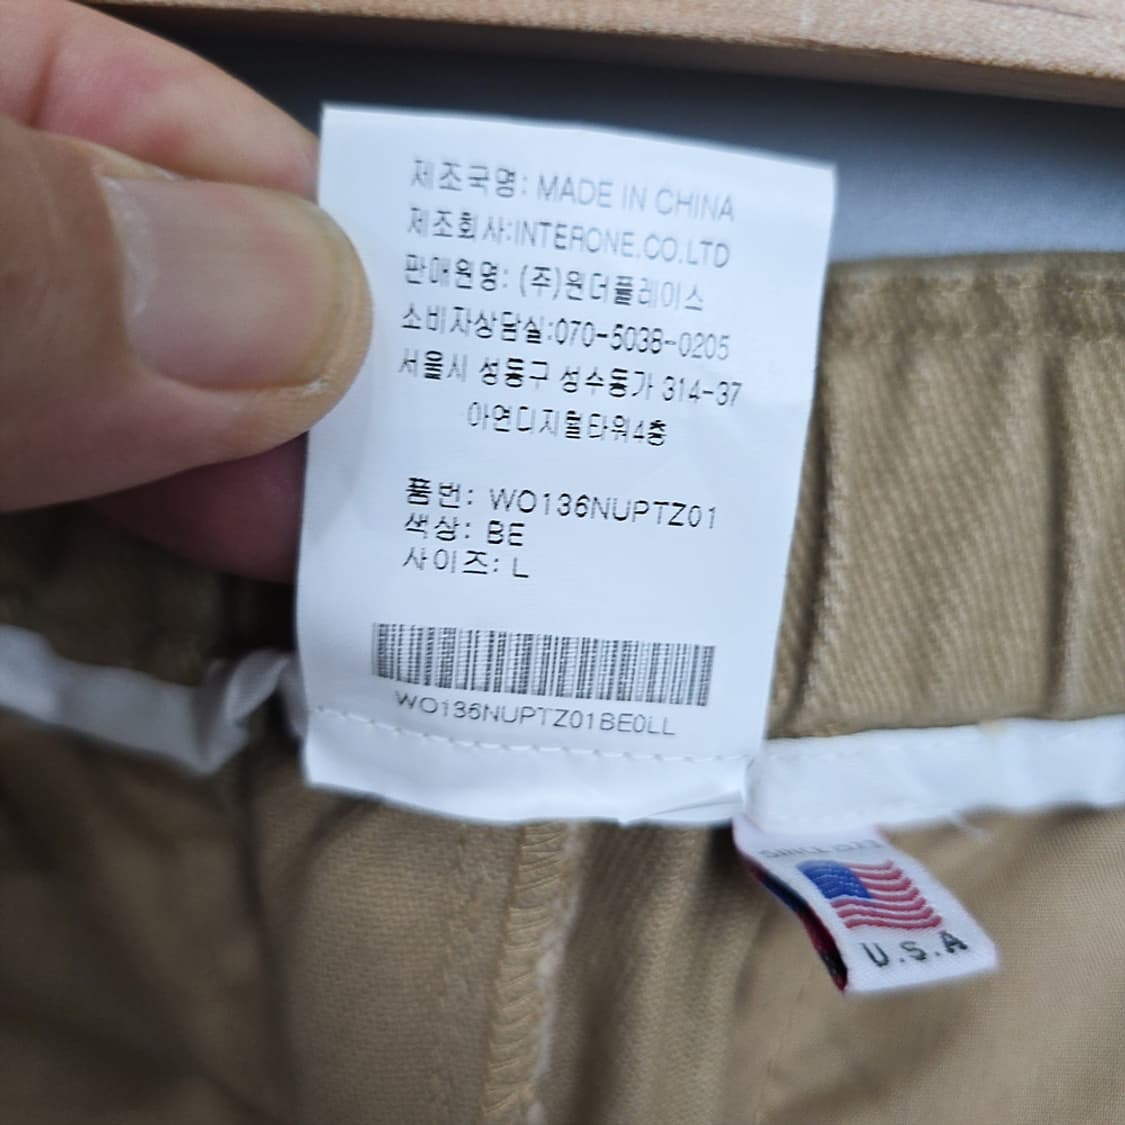 제조국명: MADE IN CHINA
제조회사:INTERONE.CO.LTD
판매원명: (주)원더플레이스
소비자상담실:070-5038-0205
서울시 성동구 성수동가 314-37
아연디지털타워4층
품번: WO136NUPTZ01
색상: BE
사이즈: L
WO136NUPTZ01BE0LL
U.S.A